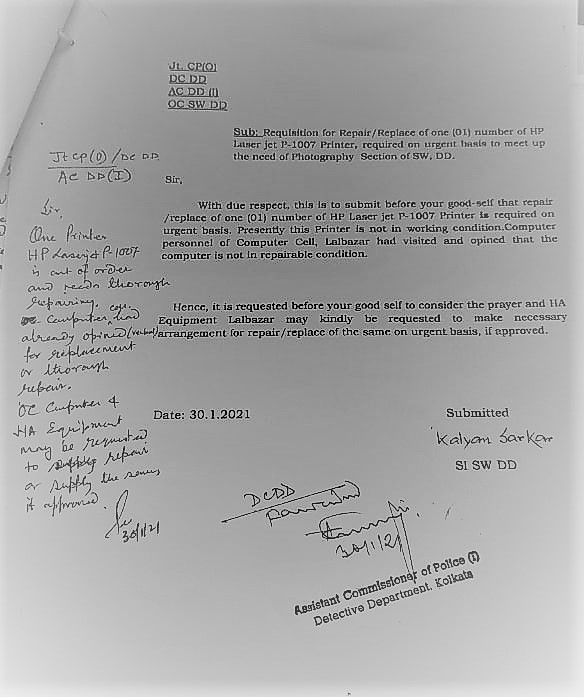 Jt. CP(O)
DC DD
AC DD (I)
OC SW DD
Sub: Requisition for Repair/Replace of one (01) number of HP
Laser jet P-1007 Printer, required on urgent basis to meet up
the need of Photography Section of SW, DD.
Sir,
With due respect, this is to submit before your good-self that repair
/replace of one (01) number of HP Laser jet P-1007 Printer is required on
urgent basis. Presently this Printer is not in working condition.Computer
personnel of Computer Cell, Lalbazar had visited and opined that the
computer is not in repairable condition.
Hence, it is requested before your good self to consider the prayer and HA
Equipment Lalbazar may kindly be requested to make necessary
arrangement for repair/replace of the same on urgent basis, if approved.
Date: 30.1.2021
Submitted
Kalyan Sarkar
SI SW DD
Jt CP(O) / DC DD
AC DD(I)
Sir,
One Printer
HP Laserjet P-1007
is out of order
and needs thorough
repairing.
Computer cell had
already opined (verbal)
for replacement
or thorough
repair.
OC Computer &
HA Equipment
may be requested
to repair
or supply the same
if approved.
30/1/21
DCDD
30/1/21
Assistant Commissioner of Police (I)
Detective Department, Kolkata